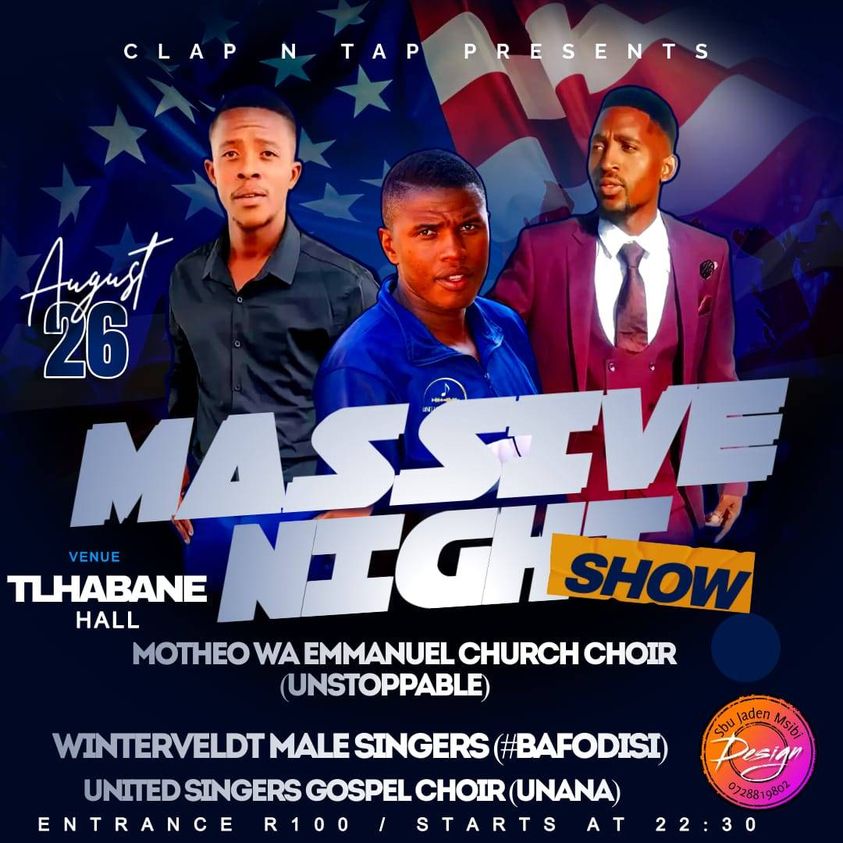 CLAP N TAP PRESENTS
August
26
MASSIVE
NIGHT
SHOW
VENUE
TLHABANE
HALL
MOTHEO WA EMMANUEL CHURCH CHOIR
(UNSTOPPABLE)
WINTERVELDT MALE SINGERS (#BAFODISI)
UNITED SINGERS GOSPEL CHOIR (UNANA)
Sbu Jaden Msibi
Design
0728819802
ENTRANCE R100 / STARTS AT 22:30